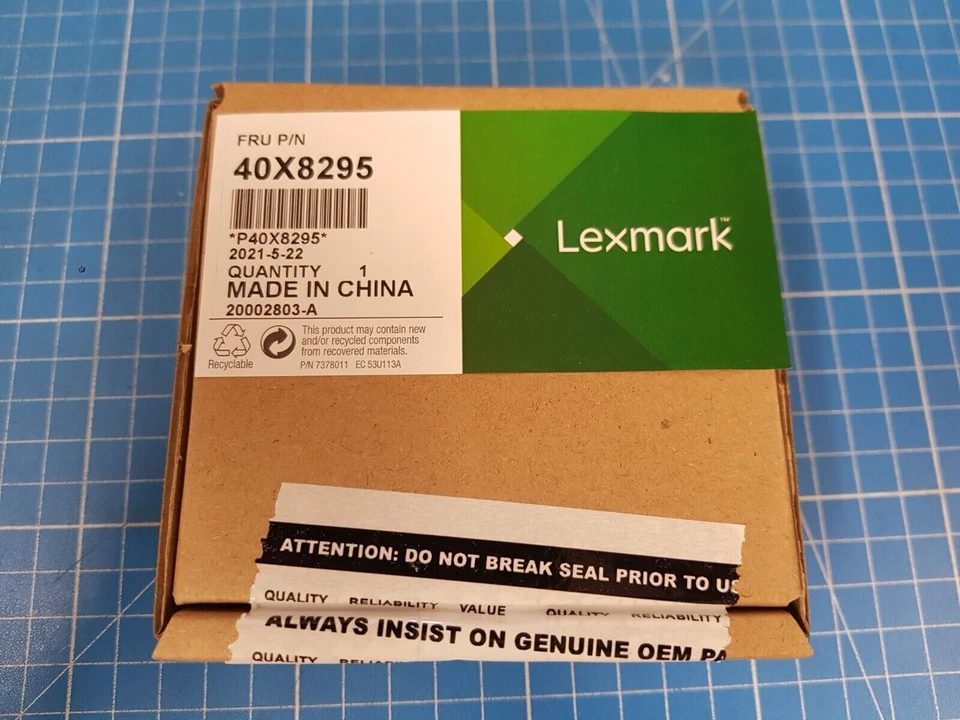 FRU P/N
40X8295
*P40X8295*
2021-5-22
QUANTITY 1
MADE IN CHINA
20002803-A
Recyclable
This product may contain new
and/or recycled components
from recovered materials.
P/N 7378011 EC 53U113A
Lexmark™
ATTENTION: DO NOT BREAK SEAL PRIOR TO US
QUALITY RELIABILITY VALUE QUALITY RELIABILITY
ALWAYS INSIST ON GENUINE OEM PA
QUALITY